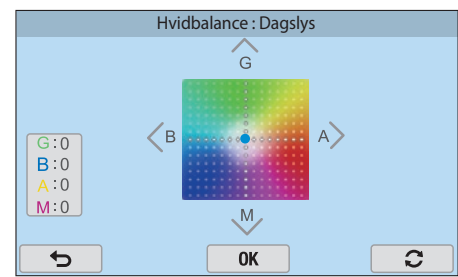 Hvidbalance : Dagslys
G
B
A
M
G:0
B:0
A:0
M:0
OK